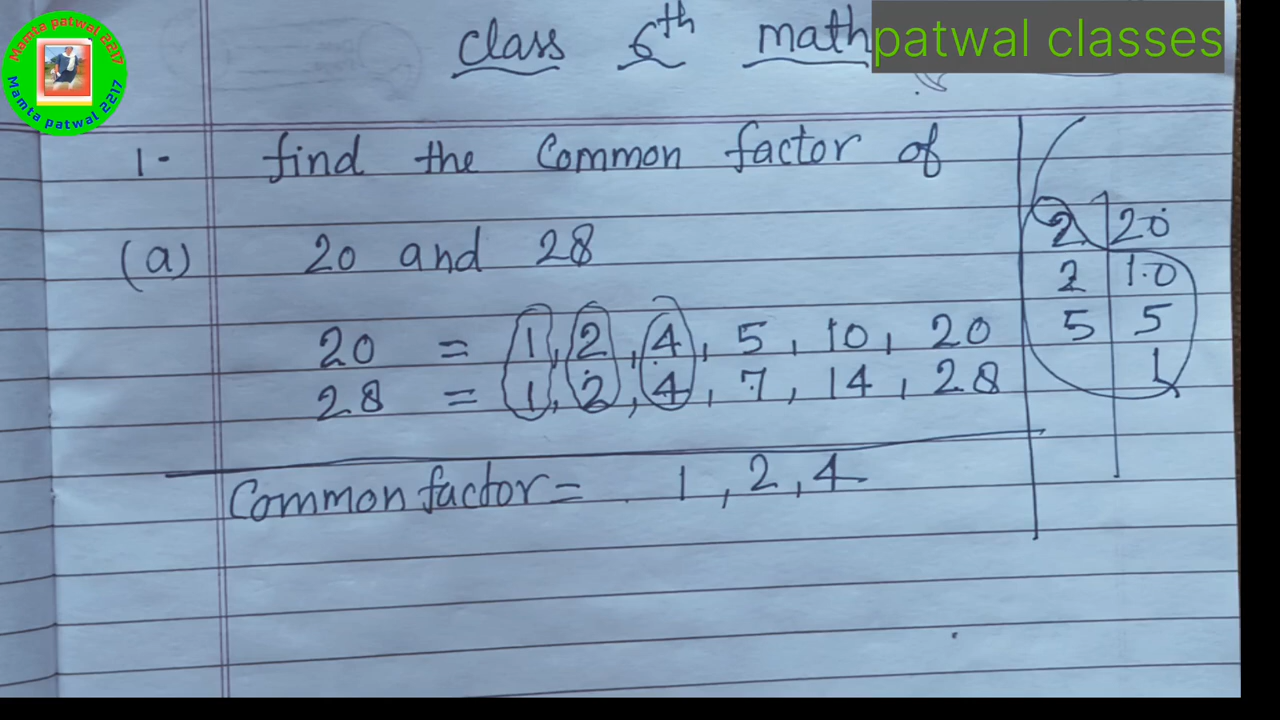 Mamta patwal 2217
Mamta patwal 2217
class 6th math
patwal classes
1- find the Common factor of
(a) 20 and 28
20 = 1, 2, 4, 5, 10, 20
28 = 1, 2, 4, 7, 14, 28
Common factor = 1, 2, 4
2 | 20
2 | 10
5 | 5
1